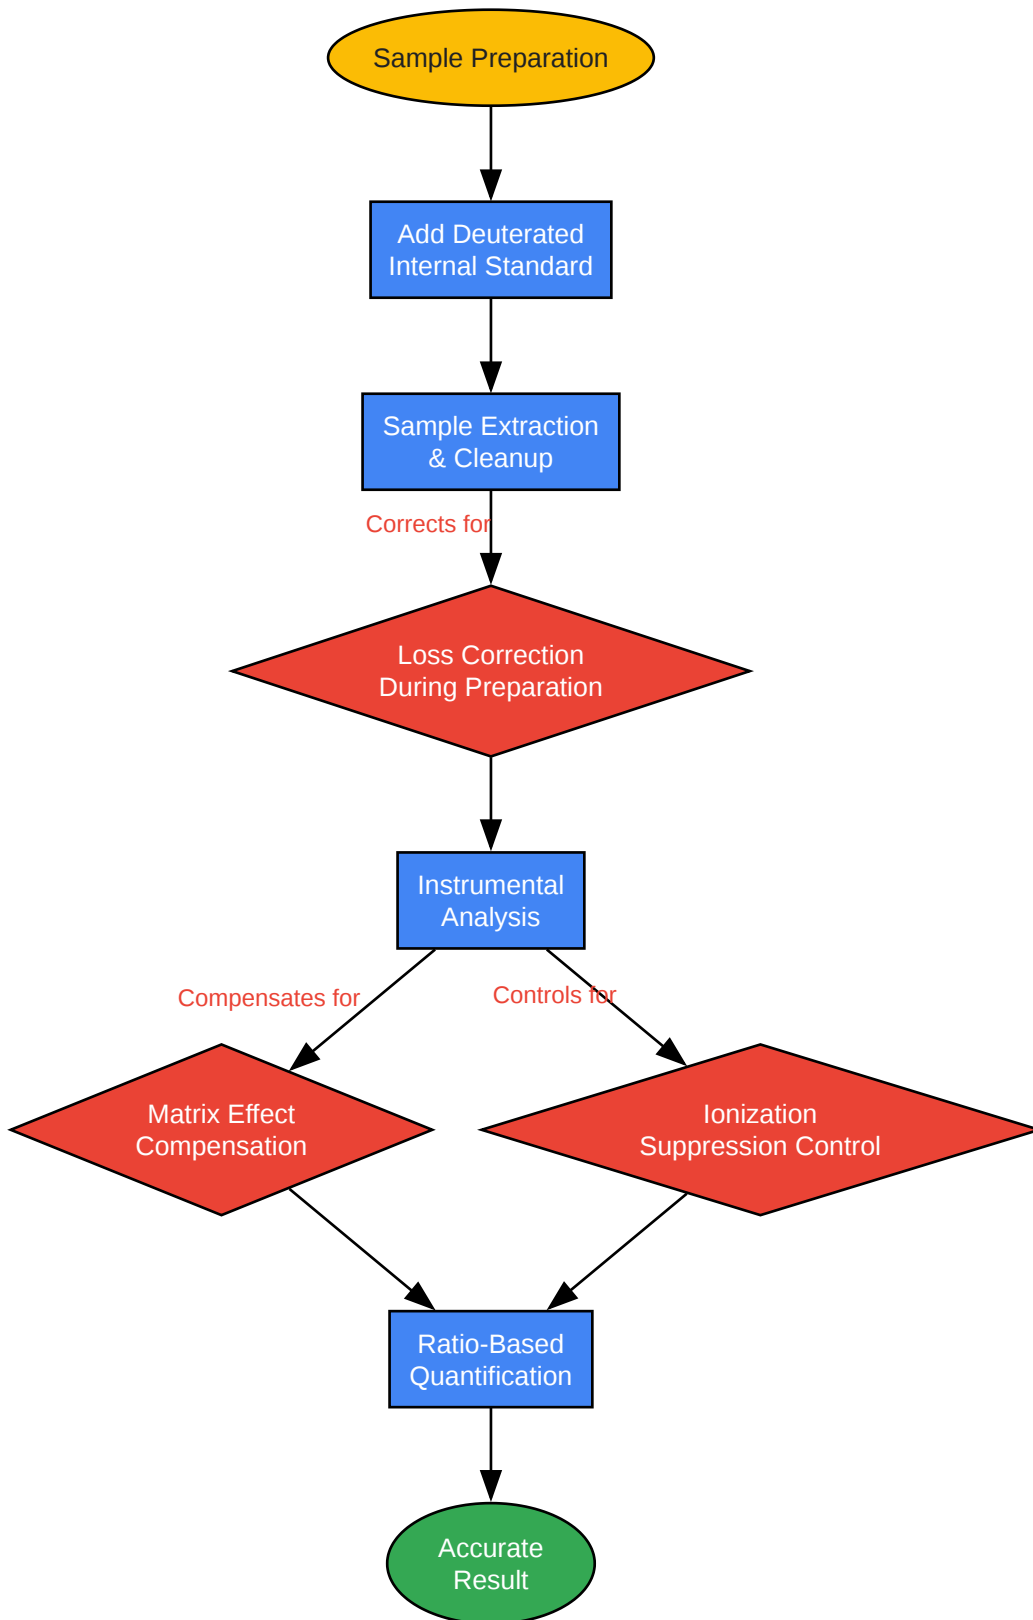 Sample Preparation
Add Deuterated
Internal Standard
Sample Extraction
& Cleanup
Corrects for
Loss Correction
During Preparation
Instrumental
Analysis
Compensates for
Controls for
Matrix Effect
Compensation
Ionization
Suppression Control
Ratio-Based
Quantification
Accurate
Result